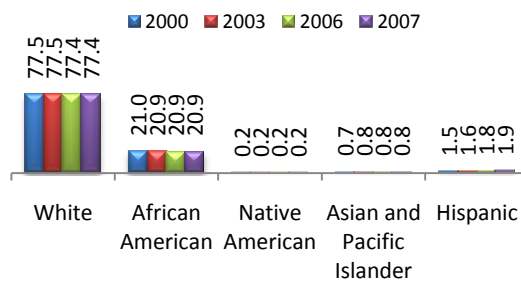 2000 2003 2006 2007
77.5 77.5 77.4 77.4
21.0 20.9 20.9 20.9
0.2 0.2 0.2 0.2
0.7 0.8 0.8 0.8
1.5 1.6 1.8 1.9
White
African
American
Native
American
Asian and
Pacific
Islander
Hispanic